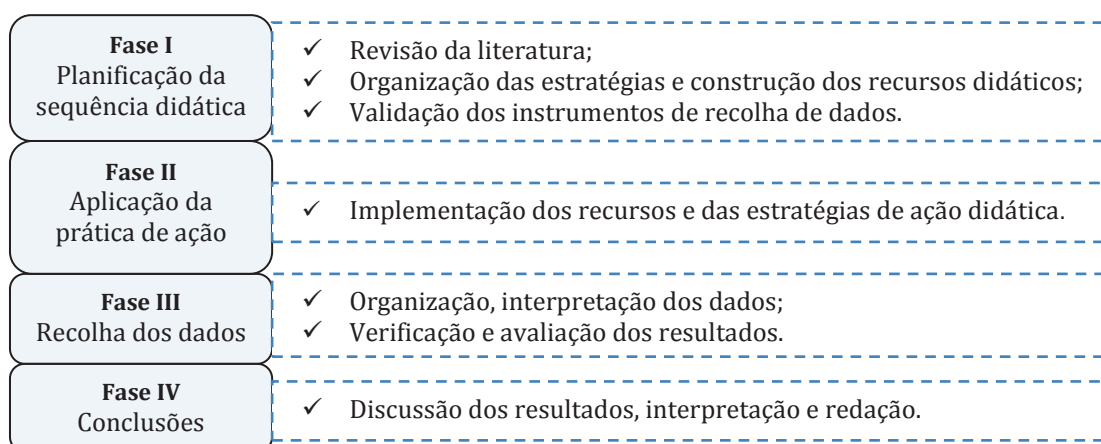 Fase I
Planificação da
sequência didática
✓ Revisão da literatura;
✓ Organização das estratégias e construção dos recursos didáticos;
✓ Validação dos instrumentos de recolha de dados.
Fase II
Aplicação da
prática de ação
✓ Implementação dos recursos e das estratégias de ação didática.
Fase III
Recolha dos dados
✓ Organização, interpretação dos dados;
✓ Verificação e avaliação dos resultados.
Fase IV
Conclusões
✓ Discussão dos resultados, interpretação e redação.